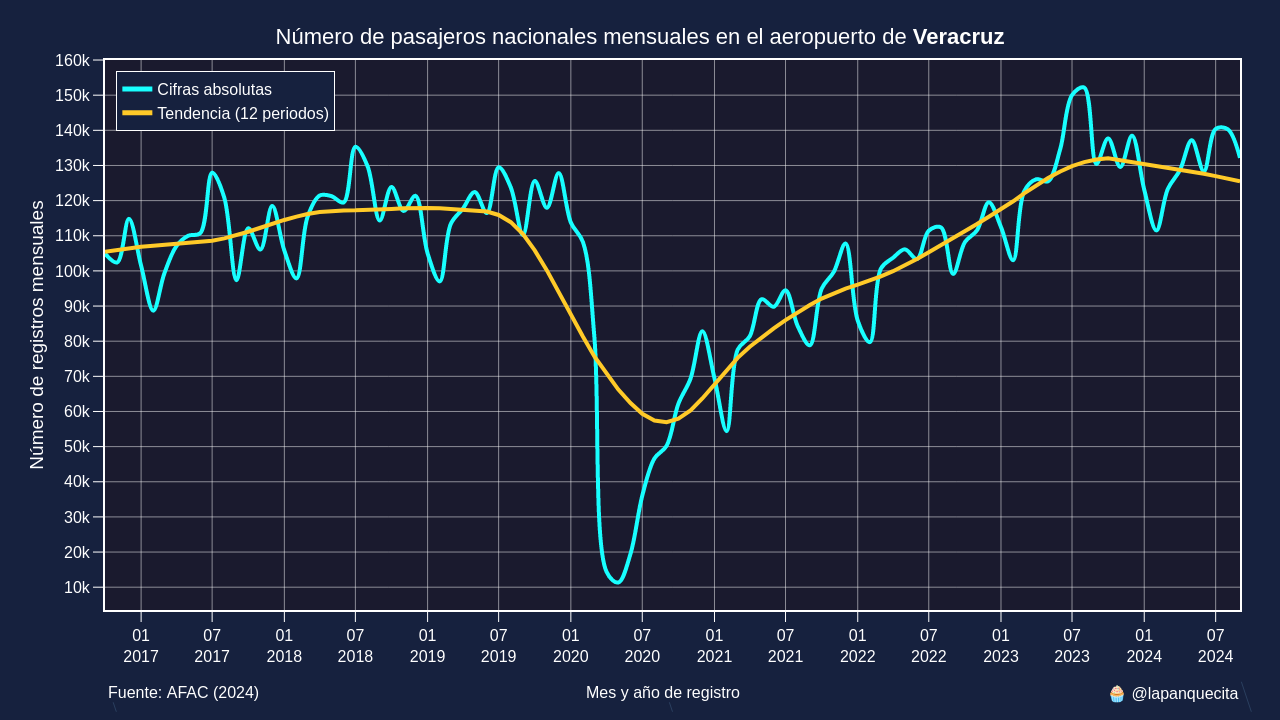 Número de pasajeros nacionales mensuales en el aeropuerto de Veracruz
Cifras absolutas
Tendencia (12 periodos)
Número de registros mensuales
160k
150k
140k
130k
120k
110k
100k
90k
80k
70k
60k
50k
40k
30k
20k
10k
01 07 01 07 01 07 01 07 01 07 01 07 01 07 01 07
2017 2017 2018 2018 2019 2019 2020 2020 2021 2021 2022 2022 2023 2023 2024 2024
Fuente: AFAC (2024) Mes y año de registro 🧁 @lapanquecita